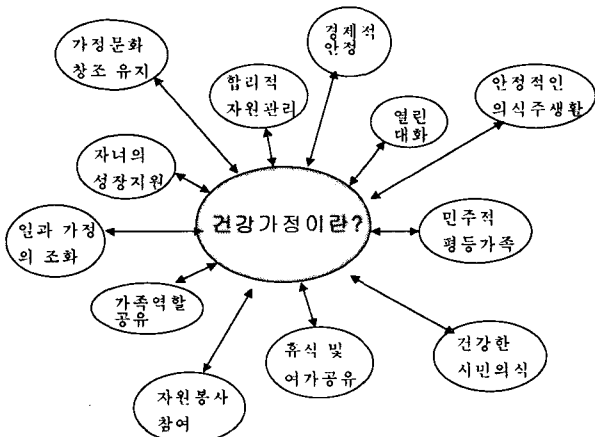 건강가정이란?
경제적
안정
열린
대화
안정적인
의식주생활
민주적
평등가족
건강한
시민의식
휴식 및
여가공유
자원봉사
참여
가족역할
공유
일과 가정
의 조화
자녀의
성장지원
가정문화
창조 유지
합리적
자원관리